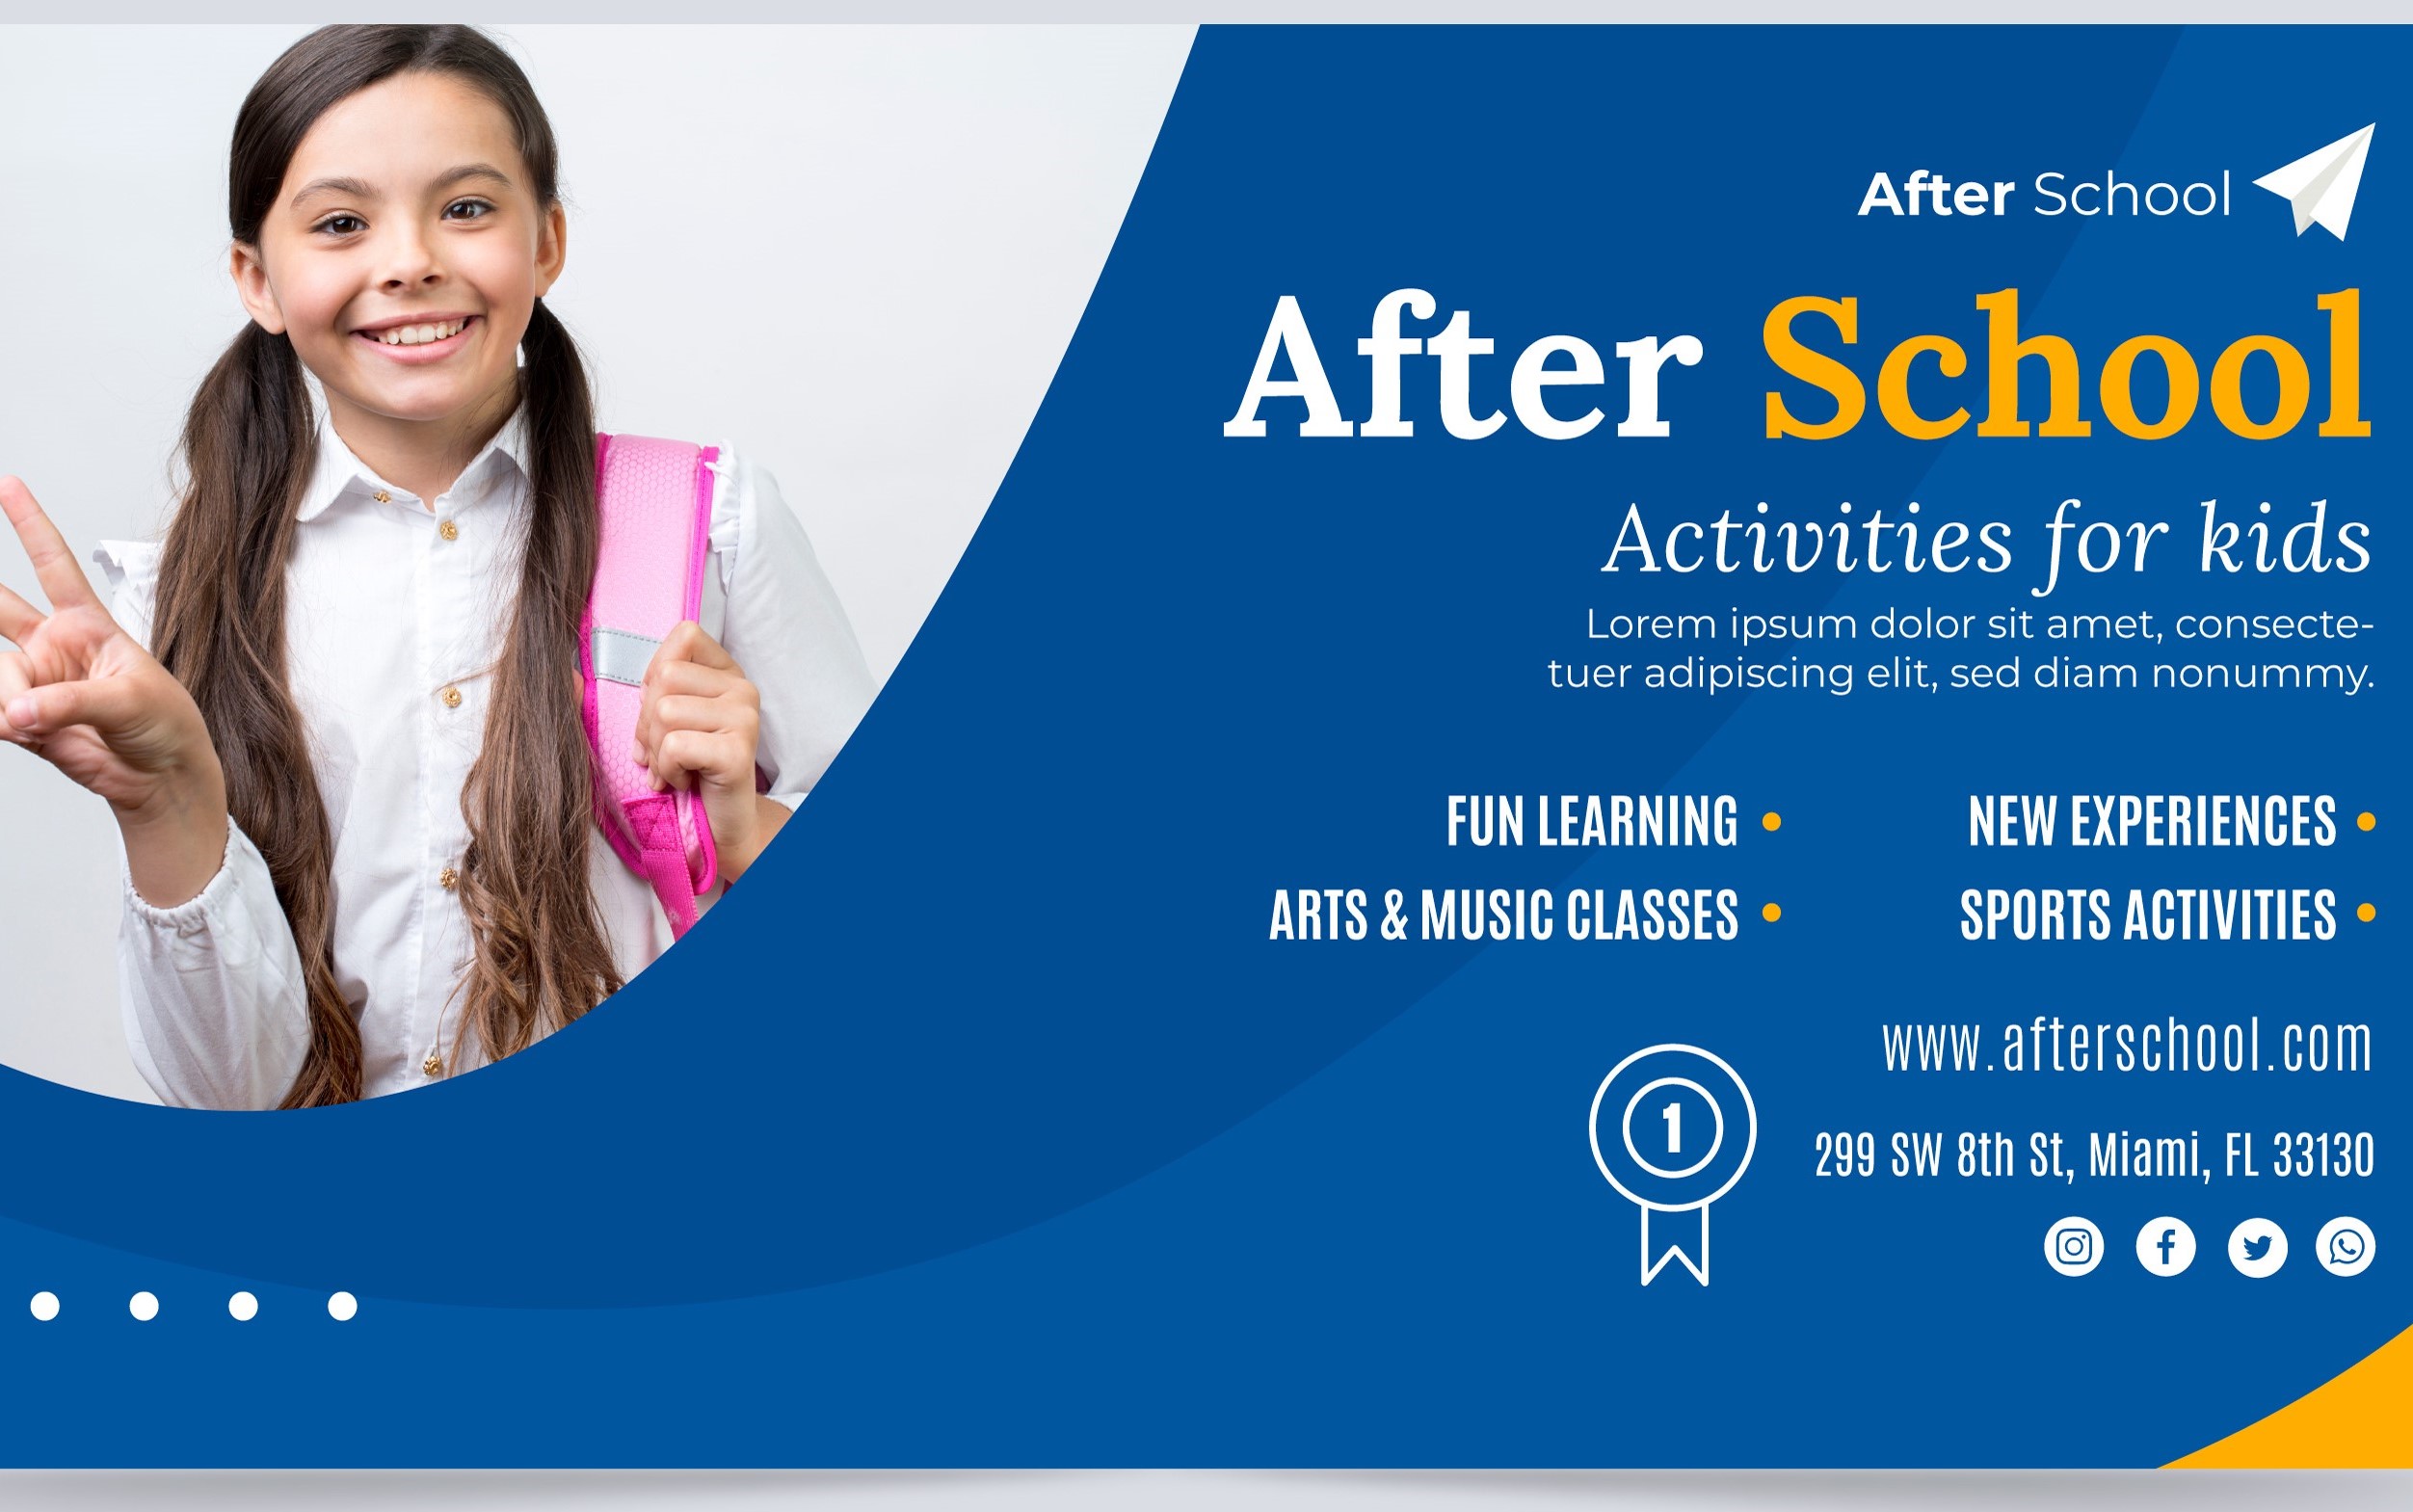 After School
After School
Activities for kids
Lorem ipsum dolor sit amet, consecte-
tuer adipiscing elit, sed diam nonummy.
FUN LEARNING •
NEW EXPERIENCES •
ARTS & MUSIC CLASSES •
SPORTS ACTIVITIES •
www.afterschool.com
1
299 SW 8th St, Miami, FL 33130